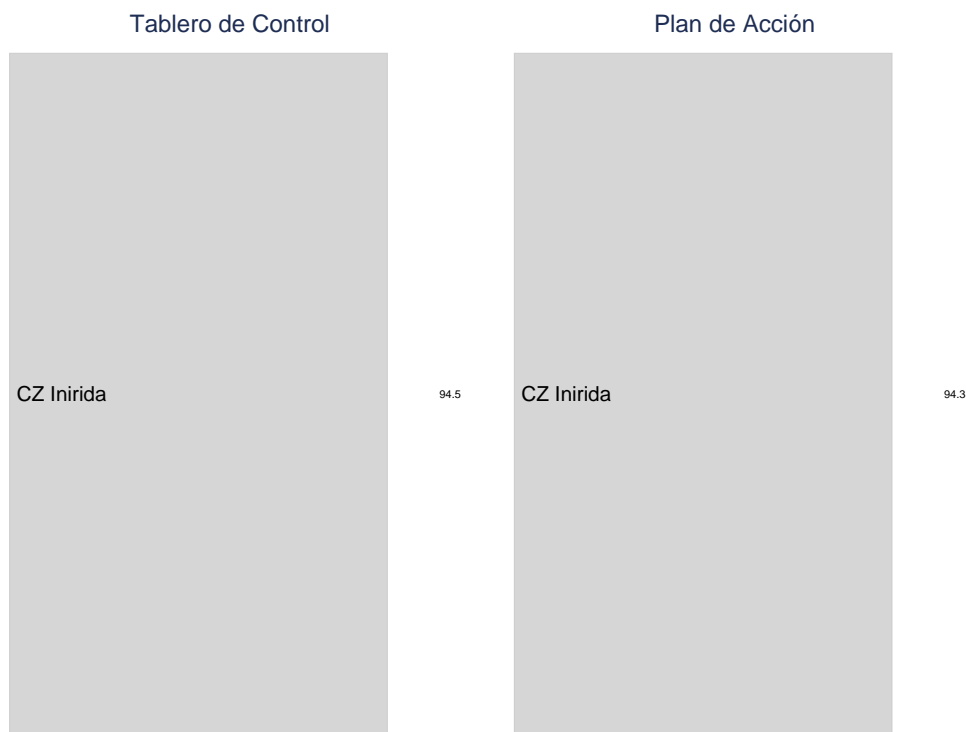 Tablero de Control
Plan de Acción
CZ Inirida
94.5
CZ Inirida
94.3